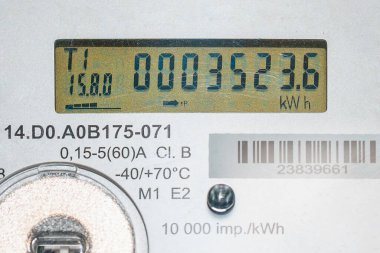 T1
15.8.0
0003523.6
→+P
kWh
14.D0.A0B175-071
0,15-5(60)A Cl. B
-40/+70°C
M1 E2
23839661
10 000 imp./kWh